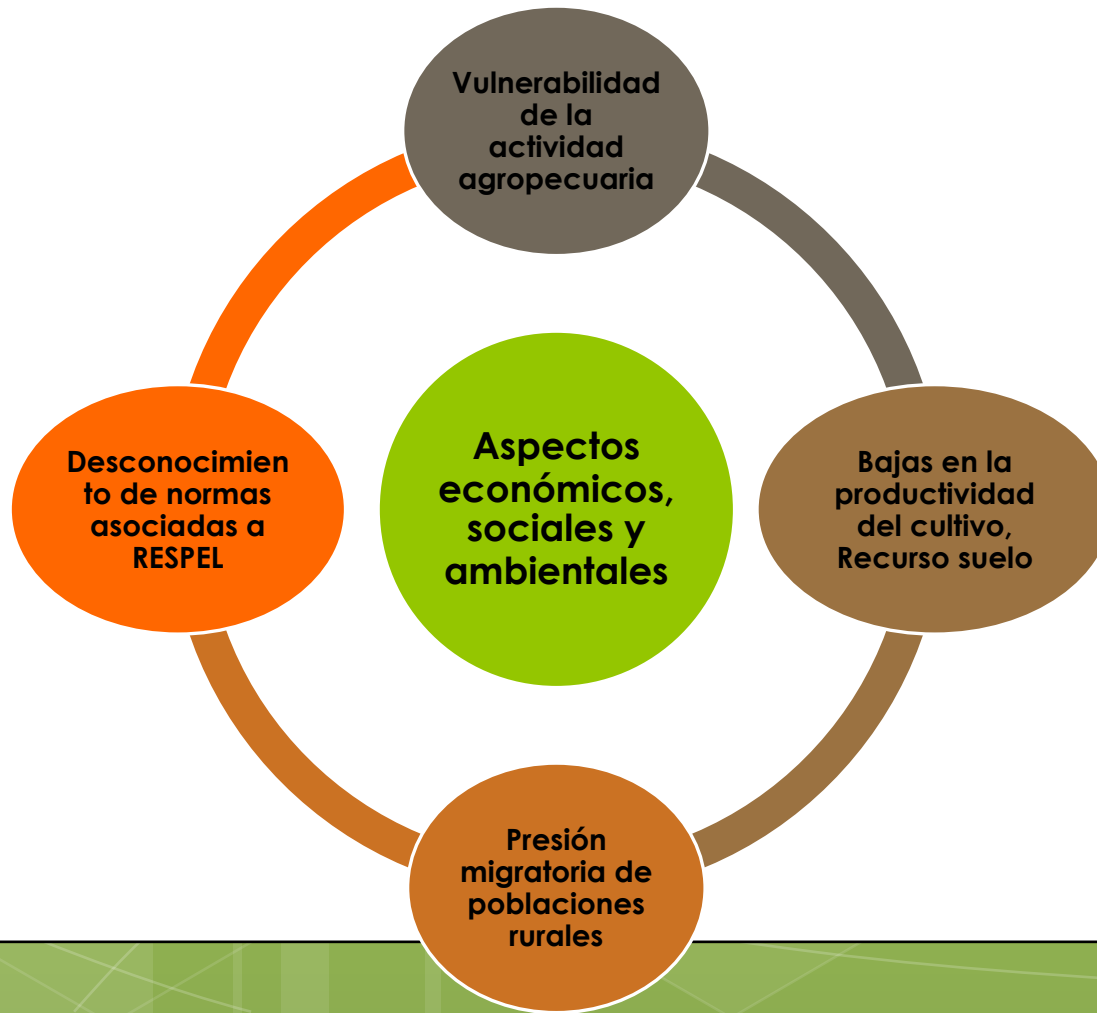 Vulnerabilidad
de la
actividad
agropecuaria
Desconocimien
to de normas
asociadas a
RESPEL
Aspectos
económicos,
sociales y
ambientales
Bajas en la
productividad
del cultivo,
Recurso suelo
Presión
migratoria de
poblaciones
rurales